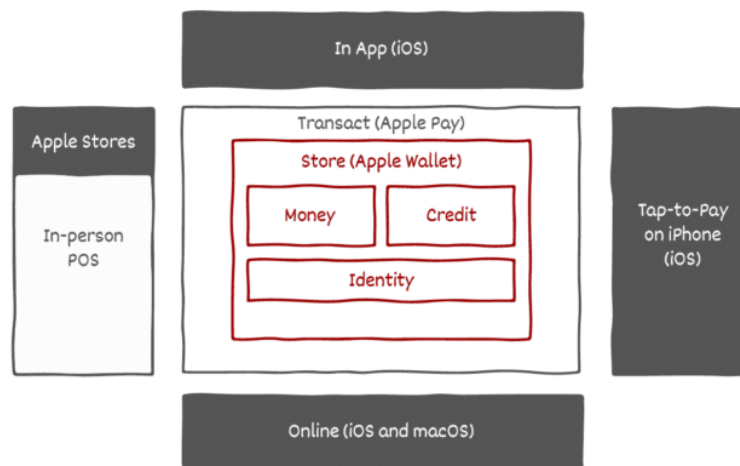 In App (iOS)
Apple Stores
In-person
POS
Transact (Apple Pay)
Store (Apple Wallet)
Money
Credit
Identity
Tap-to-Pay
on iPhone
(iOS)
Online (iOS and macOS)